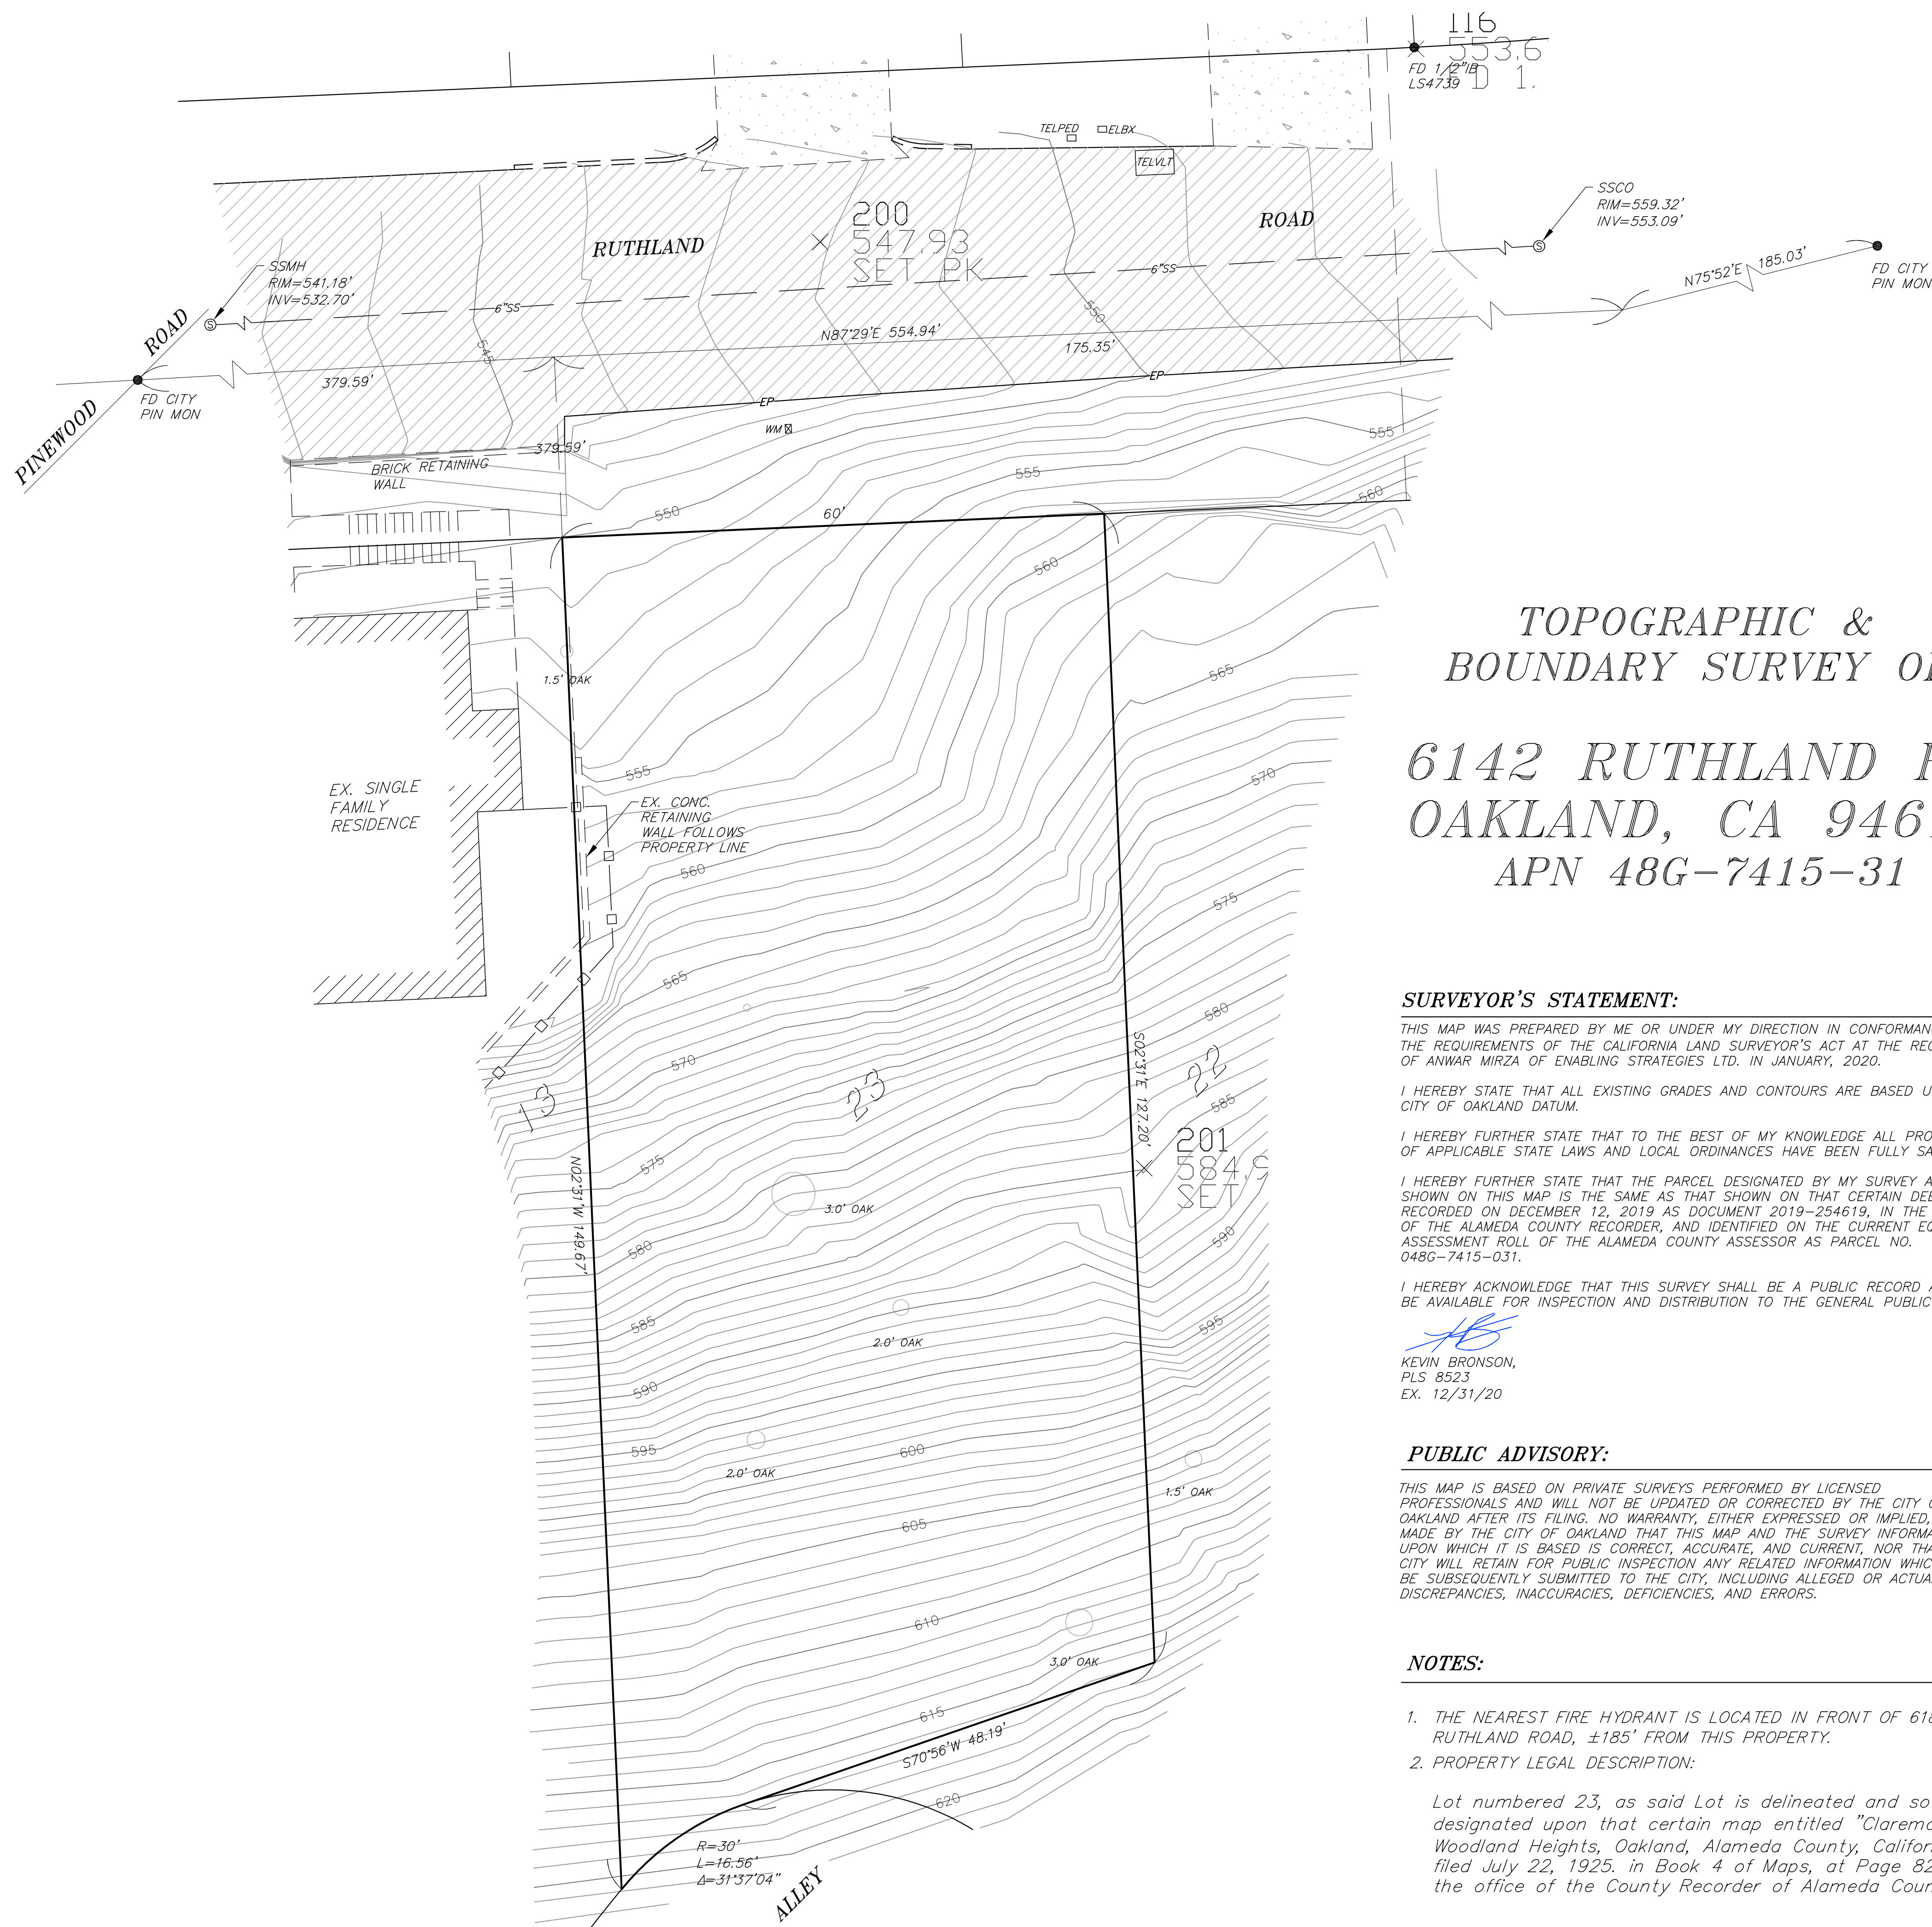 116
553.6
FD 1.
FD 1/2"IB
LS4739
TELPED
ELBX
TELVLT
SSCO
RIM=559.32'
INV=553.09'
200
547.93
SET PK
RUTHLAND
ROAD
SSMH
RIM=541.18'
INV=532.70'
6"SS
6"SS
N75°52'E 185.03'
FD CITY
PIN MON
ROAD
PINEWOOD
FD CITY
PIN MON
545
550
N87°29'E 554.94'
175.35'
379.59'
EP
EP
WM
379.59'
BRICK RETAINING
WALL
555
555
560
550
60'
560
1.5' OAK
565
555
570
EX. SINGLE
FAMILY
RESIDENCE
EX. CONC.
RETAINING
WALL FOLLOWS
PROPERTY LINE
560
575
565
580
570
S02°31'E 127.20'
13
23
22
585
201
584.9
SET
575
N02°31'W 149.67'
3.0' OAK
580
590
585
2.0' OAK
595
590
595
600
2.0' OAK
1.5' OAK
605
610
3.0' OAK
615
S70°56'W 48.19'
620
R=30'
L=16.56'
Δ=31°37'04"
ALLEY
TOPOGRAPHIC &
BOUNDARY SURVEY
6142 RUTHLAND
OAKLAND, CA 946
APN 48G-7415-31
SURVEYOR'S STATEMENT:
THIS MAP WAS PREPARED BY ME OR UNDER MY DIRECTION IN CONFORMAN
THE REQUIREMENTS OF THE CALIFORNIA LAND SURVEYOR'S ACT AT THE REQ
OF ANWAR MIRZA OF ENABLING STRATEGIES LTD. IN JANUARY, 2020.
I HEREBY STATE THAT ALL EXISTING GRADES AND CONTOURS ARE BASED U
CITY OF OAKLAND DATUM.
I HEREBY FURTHER STATE THAT TO THE BEST OF MY KNOWLEDGE ALL PRO
OF APPLICABLE STATE LAWS AND LOCAL ORDINANCES HAVE BEEN FULLY SA
I HEREBY FURTHER STATE THAT THE PARCEL DESIGNATED BY MY SURVEY A
SHOWN ON THIS MAP IS THE SAME AS THAT SHOWN ON THAT CERTAIN DEE
RECORDED ON DECEMBER 12, 2019 AS DOCUMENT 2019-254619, IN THE
OF THE ALAMEDA COUNTY RECORDER, AND IDENTIFIED ON THE CURRENT EQ
ASSESSMENT ROLL OF THE ALAMEDA COUNTY ASSESSOR AS PARCEL NO.
048G-7415-031.
I HEREBY ACKNOWLEDGE THAT THIS SURVEY SHALL BE A PUBLIC RECORD A
BE AVAILABLE FOR INSPECTION AND DISTRIBUTION TO THE GENERAL PUBLIC.
KEVIN BRONSON,
PLS 8523
EX. 12/31/20
PUBLIC ADVISORY:
THIS MAP IS BASED ON PRIVATE SURVEYS PERFORMED BY LICENSED
PROFESSIONALS AND WILL NOT BE UPDATED OR CORRECTED BY THE CITY O
OAKLAND AFTER ITS FILING. NO WARRANTY, EITHER EXPRESSED OR IMPLIED,
MADE BY THE CITY OF OAKLAND THAT THIS MAP AND THE SURVEY INFORMA
UPON WHICH IT IS BASED IS CORRECT, ACCURATE, AND CURRENT, NOR THA
CITY WILL RETAIN FOR PUBLIC INSPECTION ANY RELATED INFORMATION WHIC
BE SUBSEQUENTLY SUBMITTED TO THE CITY, INCLUDING ALLEGED OR ACTUA
DISCREPANCIES, INACCURACIES, DEFICIENCIES, AND ERRORS.
NOTES:
1. THE NEAREST FIRE HYDRANT IS LOCATED IN FRONT OF 618
RUTHLAND ROAD, ±185' FROM THIS PROPERTY.
2. PROPERTY LEGAL DESCRIPTION:
Lot numbered 23, as said Lot is delineated and so
designated upon that certain map entitled "Claremo
Woodland Heights, Oakland, Alameda County, Califor
filed July 22, 1925. in Book 4 of Maps, at Page 82
the office of the County Recorder of Alameda Coun